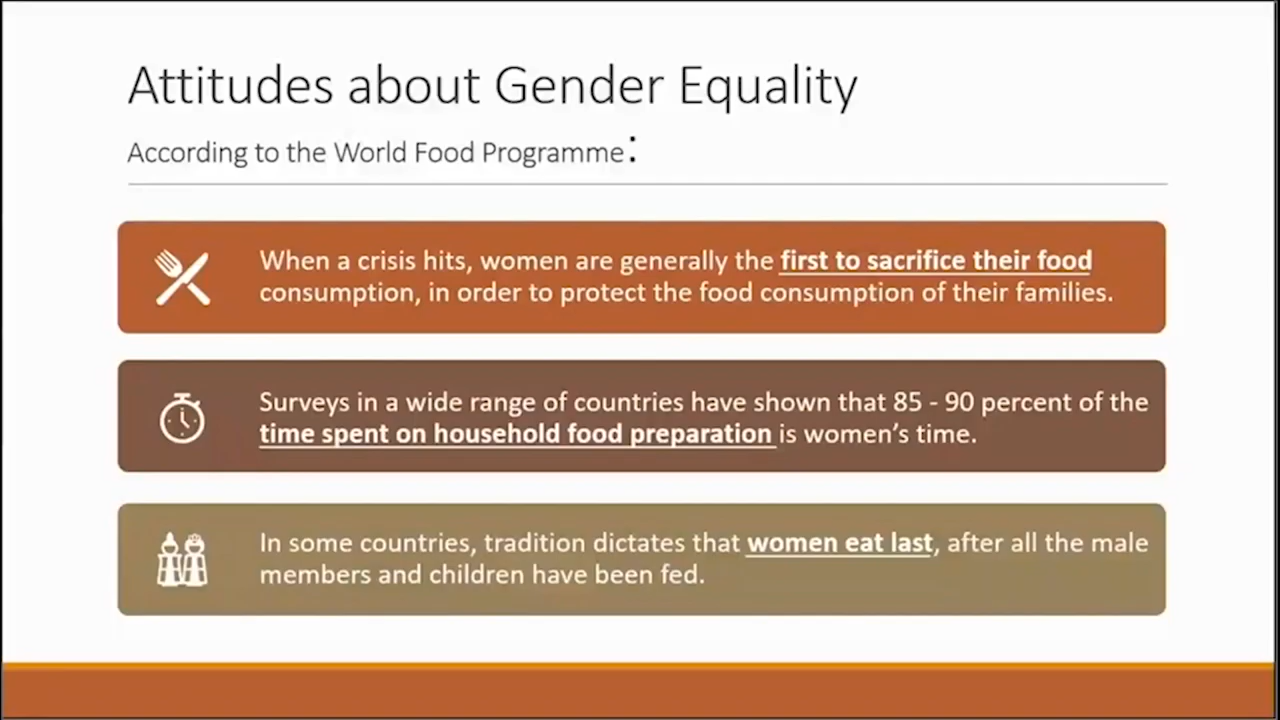 Attitudes about Gender Equality
According to the World Food Programme:
When a crisis hits, women are generally the first to sacrifice their food
consumption, in order to protect the food consumption of their families.
Surveys in a wide range of countries have shown that 85 - 90 percent of the
time spent on household food preparation is women’s time.
In some countries, tradition dictates that women eat last, after all the male
members and children have been fed.